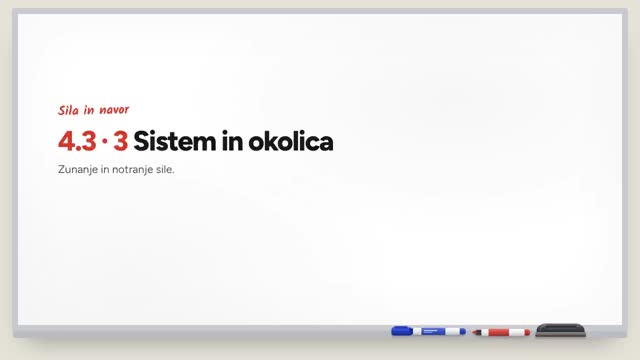 Sila in navor
4.3 · 3 Sistem in okolica
Zunanje in notranje sile.